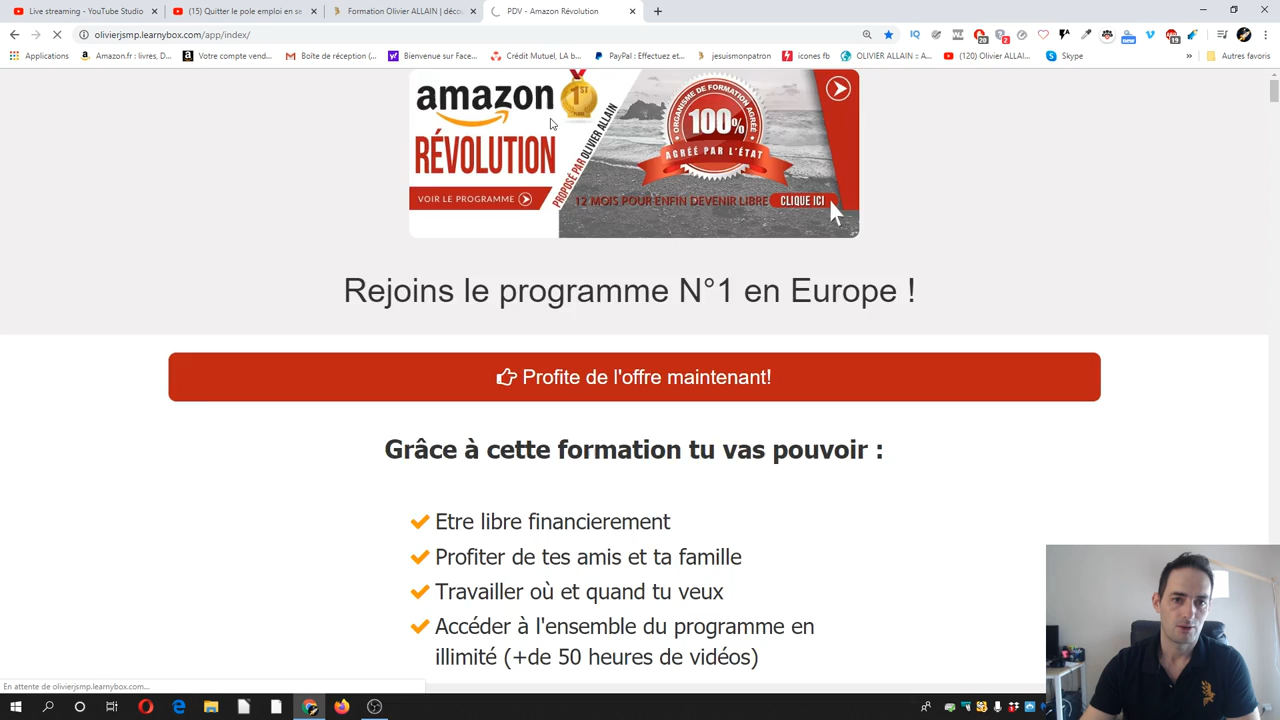 Live streaming - YouTube Studio
(15) Quitter le pole emploi en se
Formation Olivier ALLAIN | déco
PDV - Amazon Révolution
olivierjsmp.learnybox.com/app/index/
Applications
Amazon.fr : livres, D...
Votre compte vend...
Boîte de réception (...
Bienvenue sur Face...
Crédit Mutuel, LA b...
PayPal : Effectuez et...
jesuismonpatron
icones fb
OLIVIER ALLAIN :: A...
(120) Olivier ALLAI...
Skype
»
Autres favoris
amazon
1ST
RÉVOLUTION
VOIR LE PROGRAMME
PROPOSÉ PAR OLIVIER ALLAIN
ORGANISME DE FORMATION AGRÉÉ
100%
AGRÉÉ PAR L'ÉTAT
12 MOIS POUR ENFIN DEVENIR LIBRE
CLIQUE ICI
Rejoins le programme N°1 en Europe !
Profite de l'offre maintenant!
Grâce à cette formation tu vas pouvoir :
Etre libre financierement
Profiter de tes amis et ta famille
Travailler où et quand tu veux
Accéder à l'ensemble du programme en
illimité (+de 50 heures de vidéos)
En attente de olivierjsmp.learnybox.com...